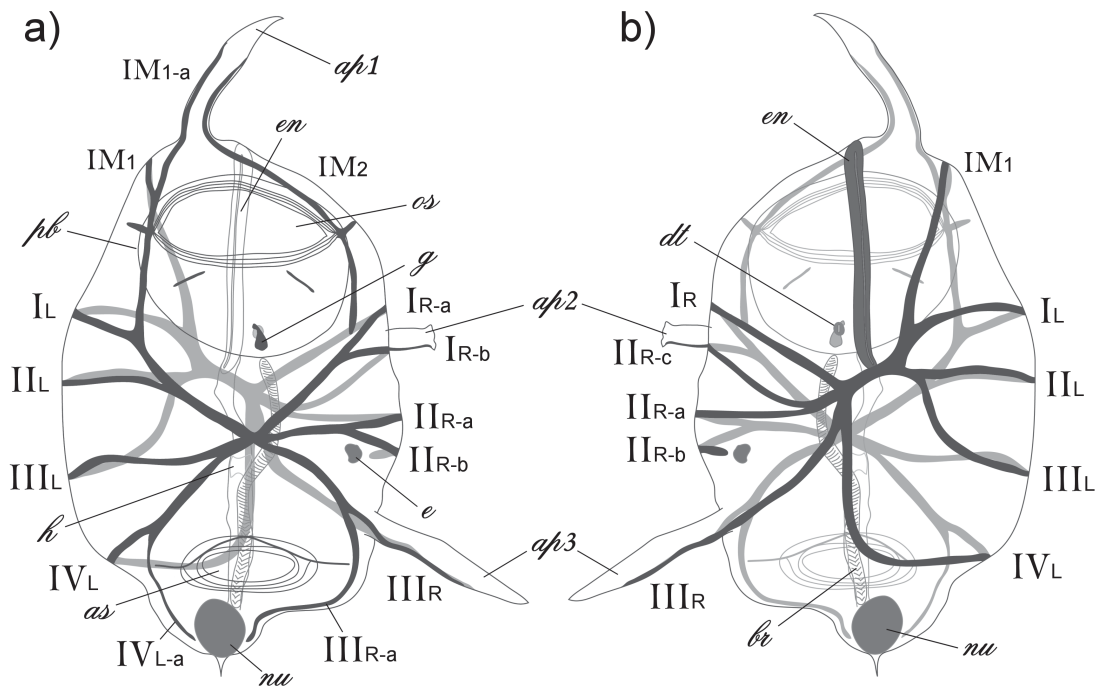 a)
b)
ap1
IM1-a
en
en
IM1
IM2
IM1
os
pb
dt
g
IL
IR-a
ap2
IR
IL
IR-b
IIR-c
IIL
IIR-a
IIR-a
IIL
IIR-b
IIR-b
IIIL
e
IIIL
h
ap3
IVL
IIIR
IIIR
IVL
as
br
IVL-a
IIIR-a
nu
nu